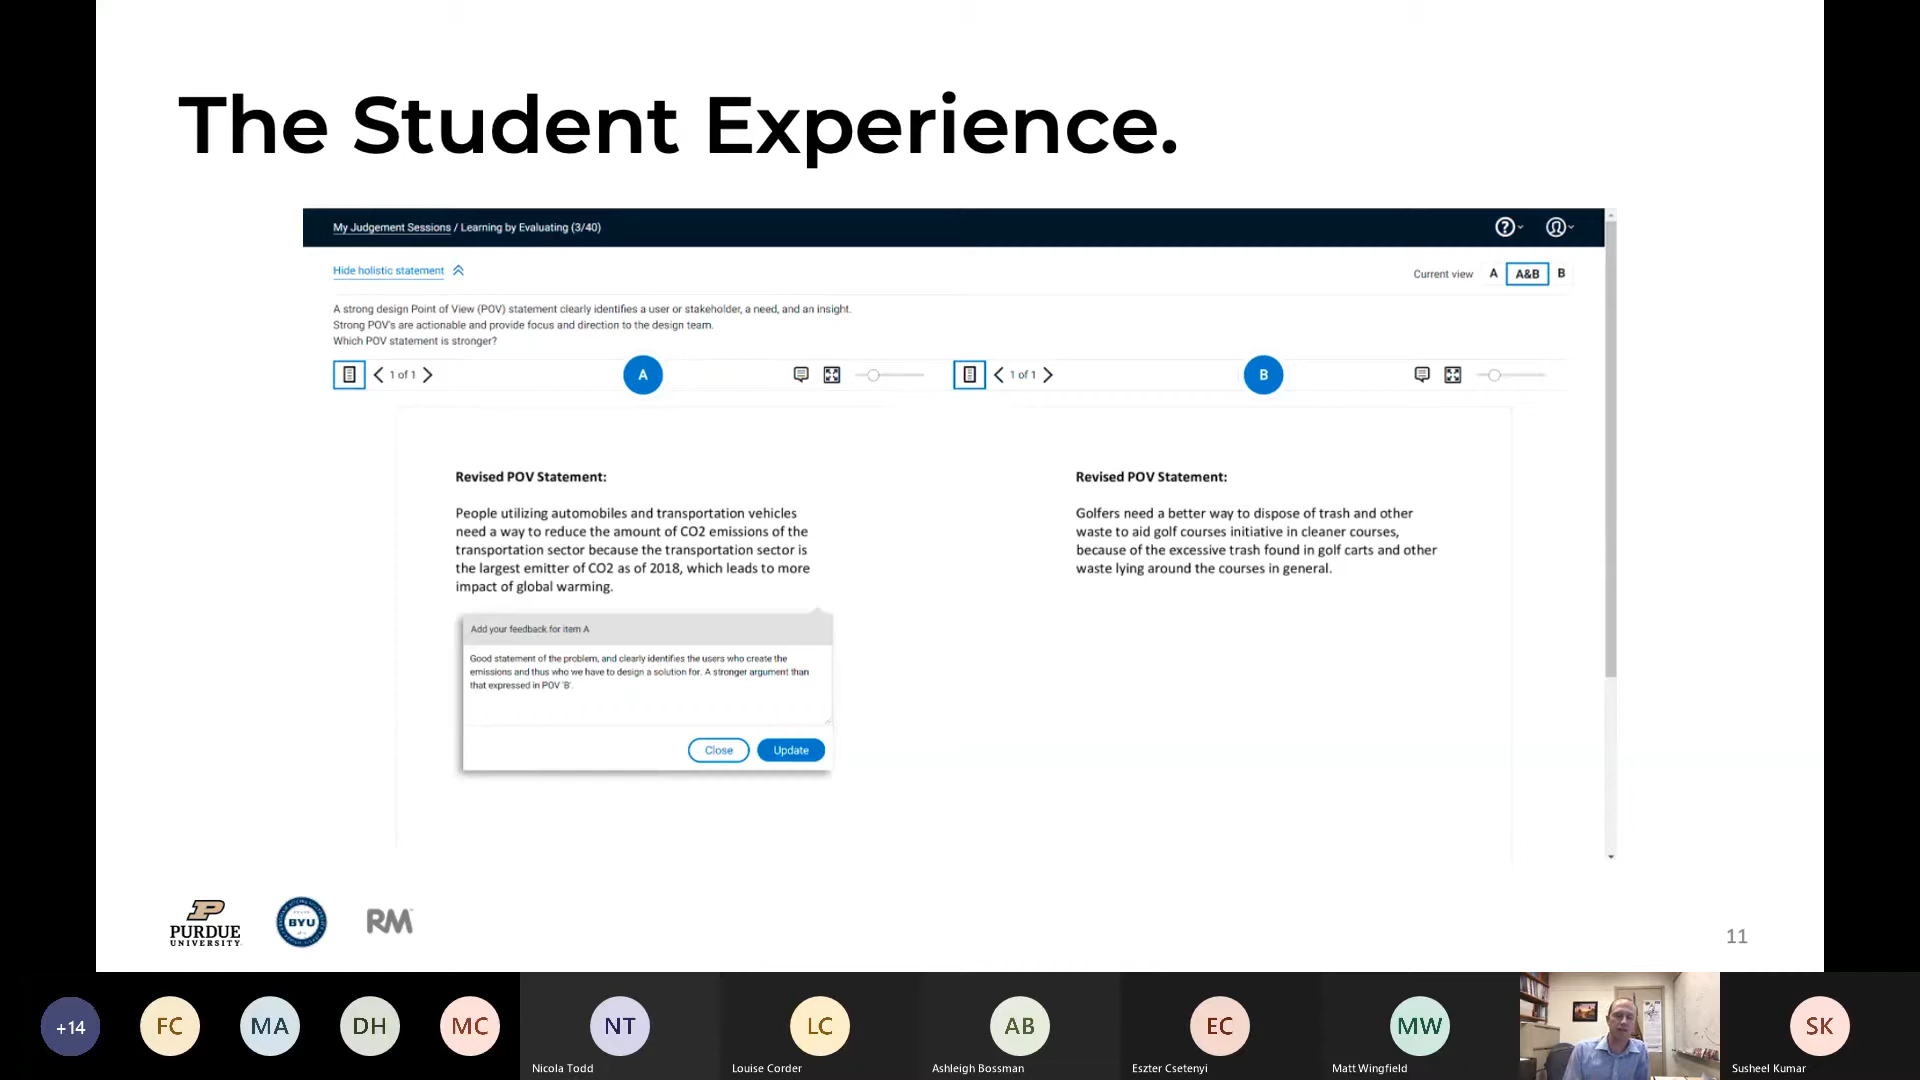 The Student Experience.
My Judgement Sessions / Learning by Evaluating (3/40)
Hide holistic statement
Current view A A&B B
A strong design Point of View (POV) statement clearly identifies a user or stakeholder, a need, and an insight.
Strong POV's are actionable and provide focus and direction to the design team.
Which POV statement is stronger?
1 of 1
A
1 of 1
B
Revised POV Statement:
People utilizing automobiles and transportation vehicles
need a way to reduce the amount of CO2 emissions of the
transportation sector because the transportation sector is
the largest emitter of CO2 as of 2018, which leads to more
impact of global warming.
Add your feedback for item A
Good statement of the problem, and clearly identifies the users who create the
emissions and thus who we have to design a solution for. A stronger argument than
that expressed in POV 'B'.
Close
Update
Revised POV Statement:
Golfers need a better way to dispose of trash and other
waste to aid golf courses initiative in cleaner courses,
because of the excessive trash found in golf carts and other
waste lying around the courses in general.
P
PURDUE
UNIVERSITY
BYU
RM
11
+14
FC
MA
DH
MC
NT
Nicola Todd
LC
Louise Corder
AB
Ashleigh Bossman
EC
Eszter Csetenyi
MW
Matt Wingfield
SK
Susheel Kumar